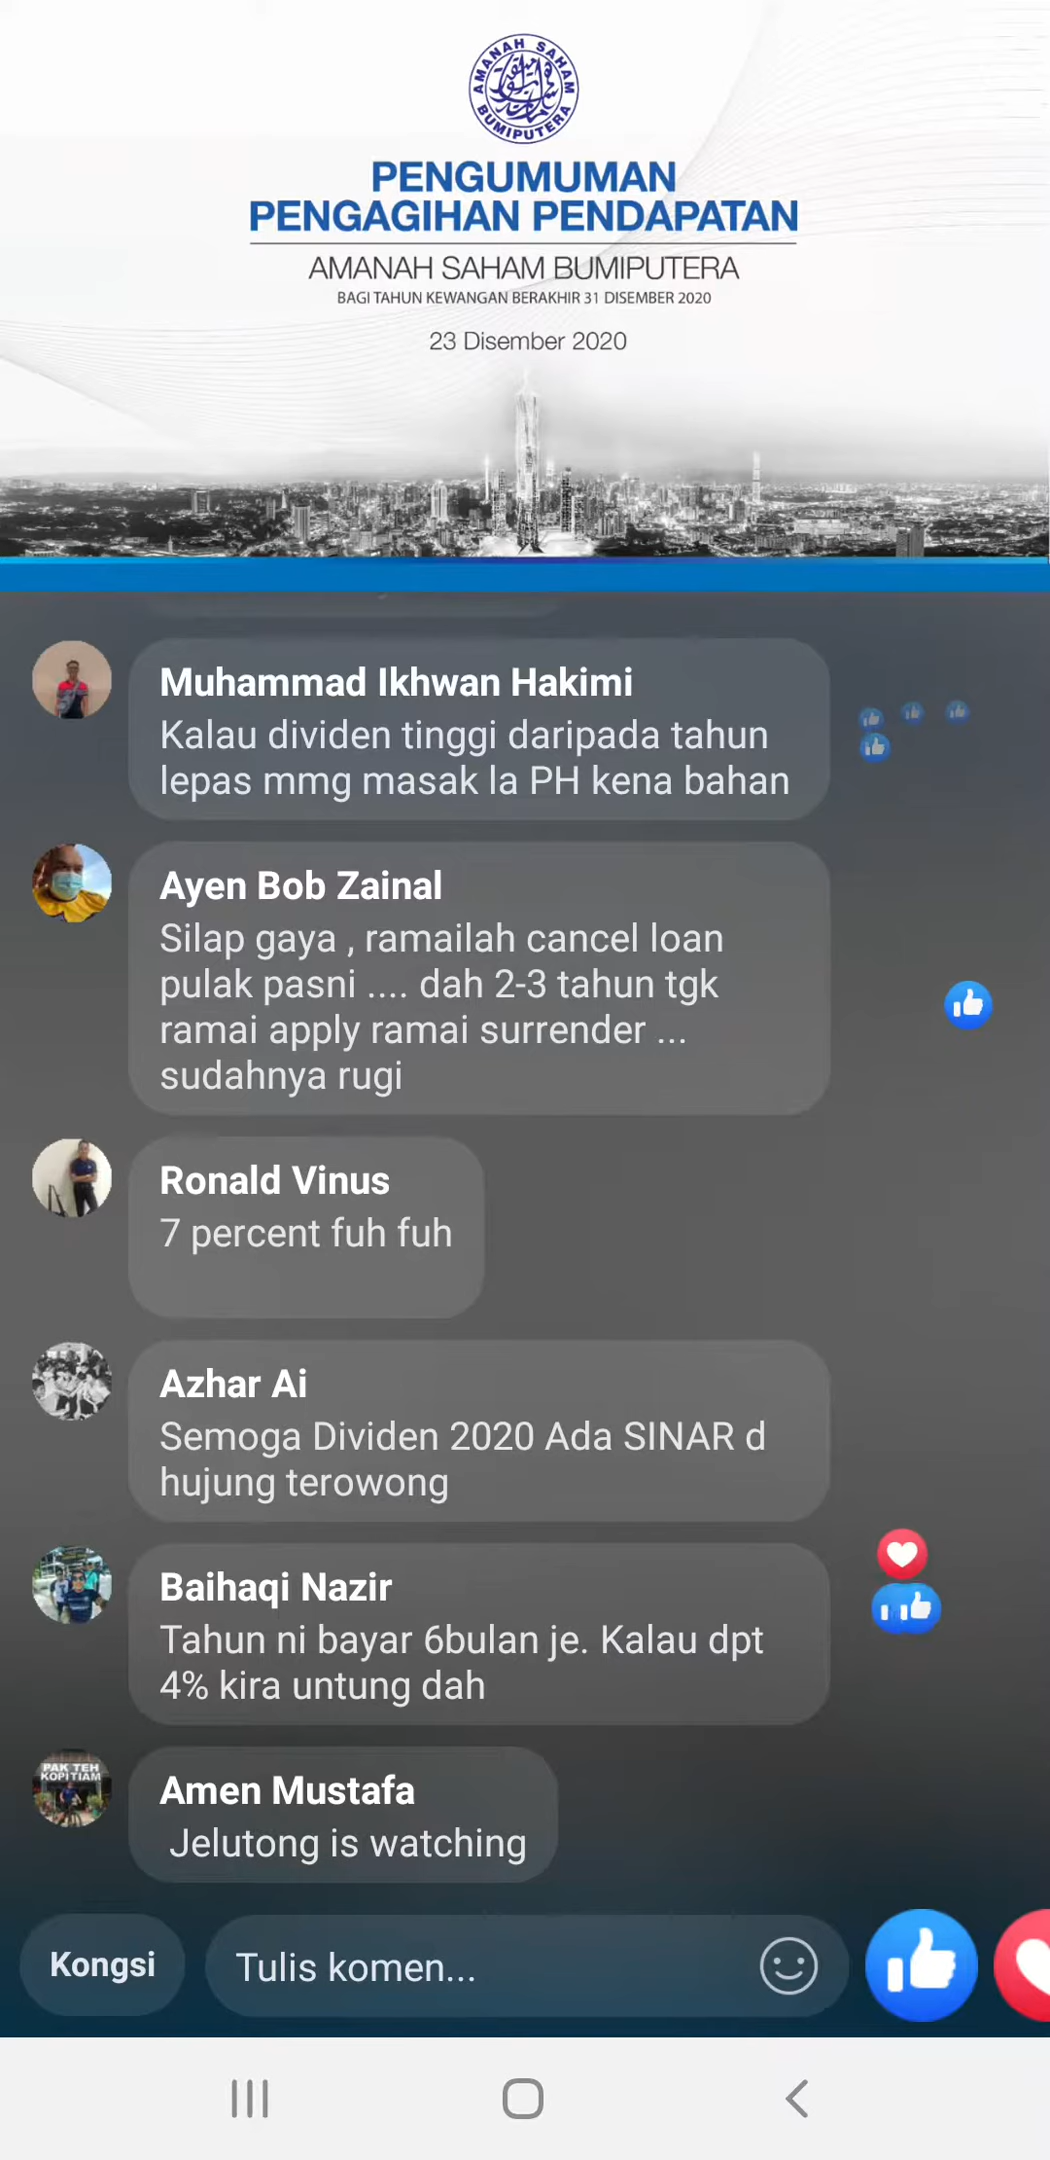 AMANAH SAHAM
BUMIPUTERA
PENGUMUMAN
PENGAGIHAN PENDAPATAN
AMANAH SAHAM BUMIPUTERA
BAGI TAHUN KEWANGAN BERAKHIR 31 DISEMBER 2020
23 Disember 2020
Muhammad Ikhwan Hakimi
Kalau dividen tinggi daripada tahun
lepas mmg masak la PH kena bahan
Ayen Bob Zainal
Silap gaya , ramailah cancel loan
pulak pasni .... dah 2-3 tahun tgk
ramai apply ramai surrender ...
sudahnya rugi
Ronald Vinus
7 percent fuh fuh
Azhar Ai
Semoga Dividen 2020 Ada SINAR d
hujung terowong
Baihaqi Nazir
Tahun ni bayar 6bulan je. Kalau dpt
4% kira untung dah
PAK TEH
KOPITIAM
Amen Mustafa
Jelutong is watching
Kongsi
Tulis komen...